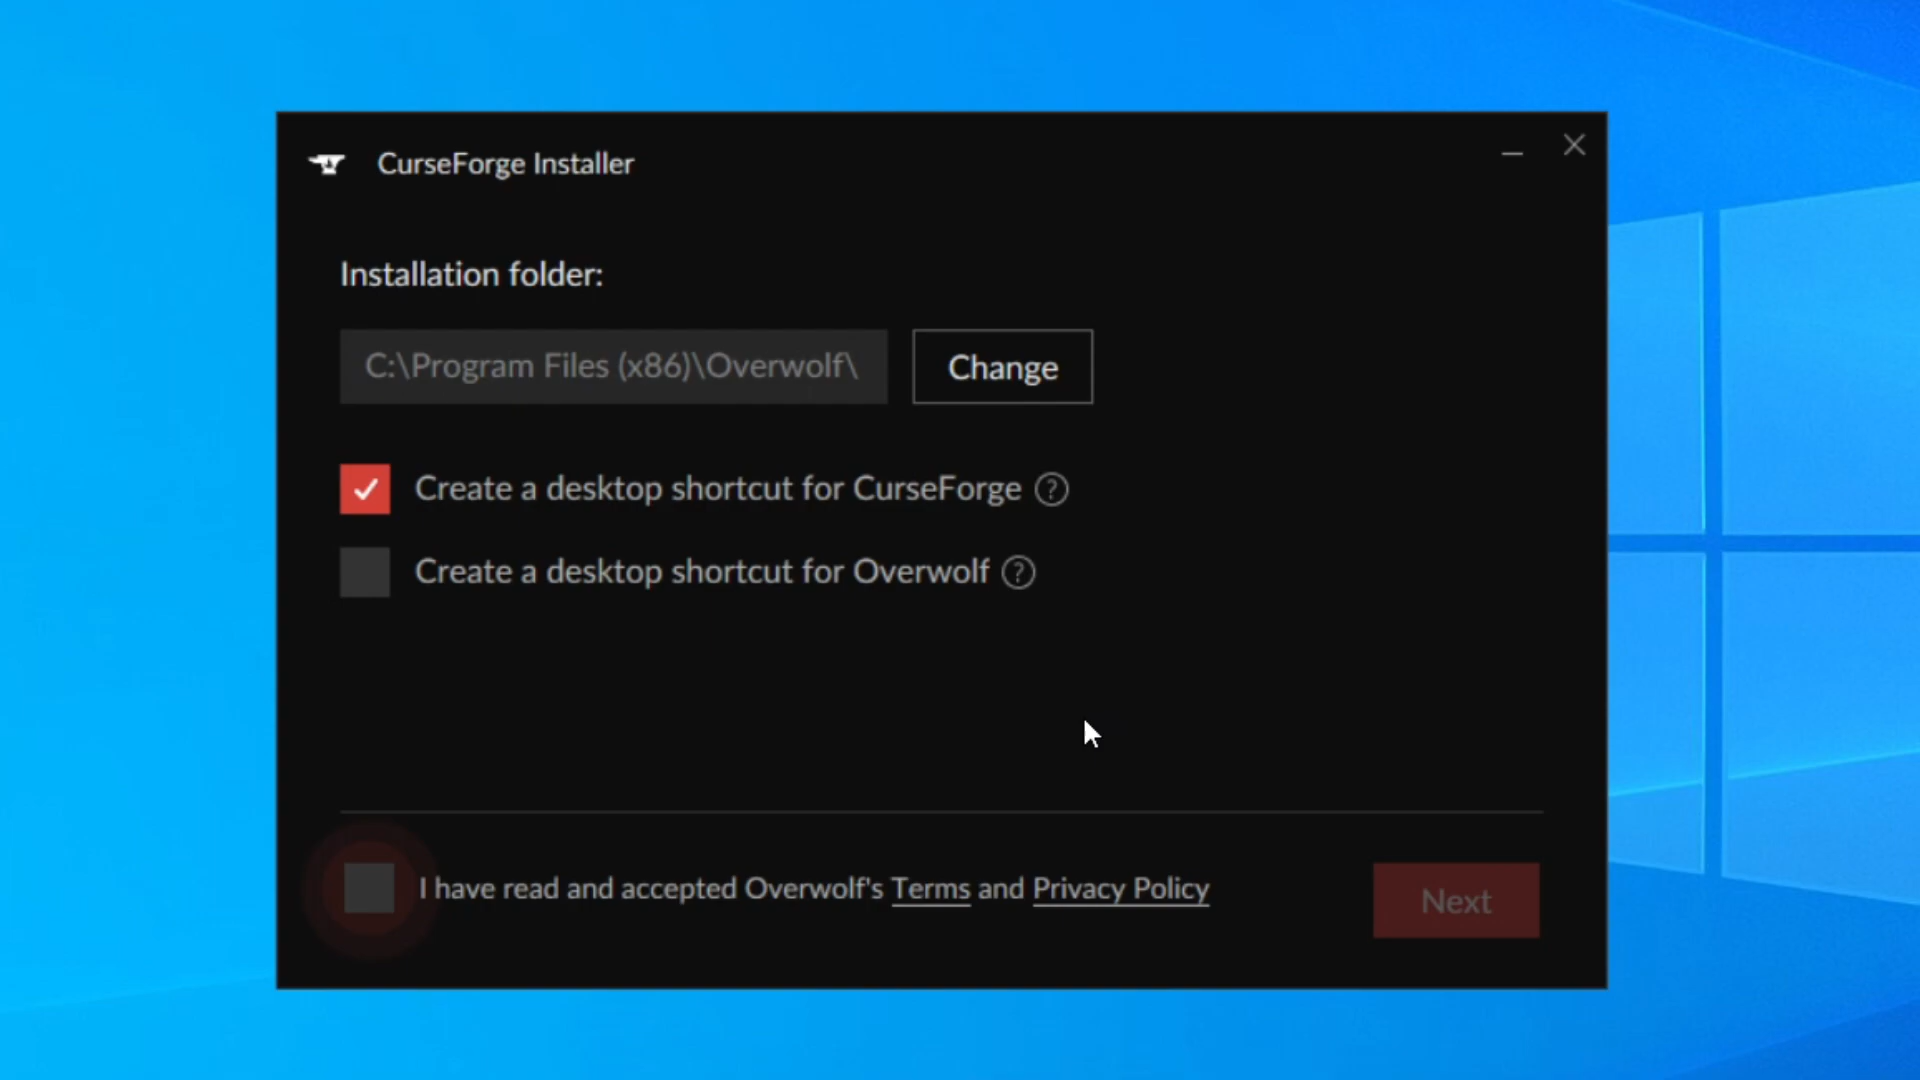 CurseForge Installer
Installation folder:
C:\Program Files (x86)\Overwolf\
Change
Create a desktop shortcut for CurseForge ?
Create a desktop shortcut for Overwolf ?
I have read and accepted Overwolf's Terms and Privacy Policy
Next